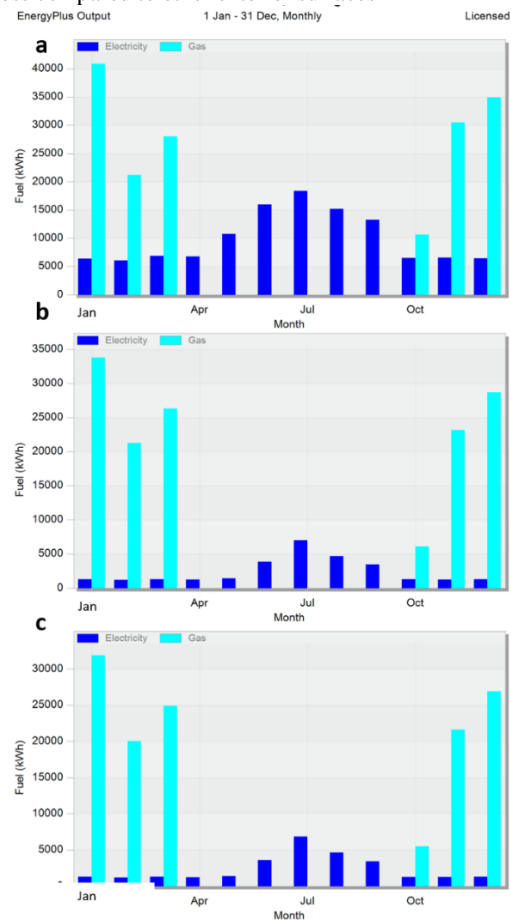 EnergyPlus Output 1 Jan - 31 Dec, Monthly Licensed
a
Electricity Gas
40000
35000
30000
25000
20000
15000
10000
5000
0
Fuel (kWh)
Jan Apr Jul Oct
Month
b
Electricity Gas
35000
30000
25000
20000
15000
10000
5000
0
Fuel (kWh)
Jan Apr Jul Oct
Month
c
Electricity Gas
30000
25000
20000
15000
10000
5000
Fuel (kWh)
Jan Apr Jul Oct
Month